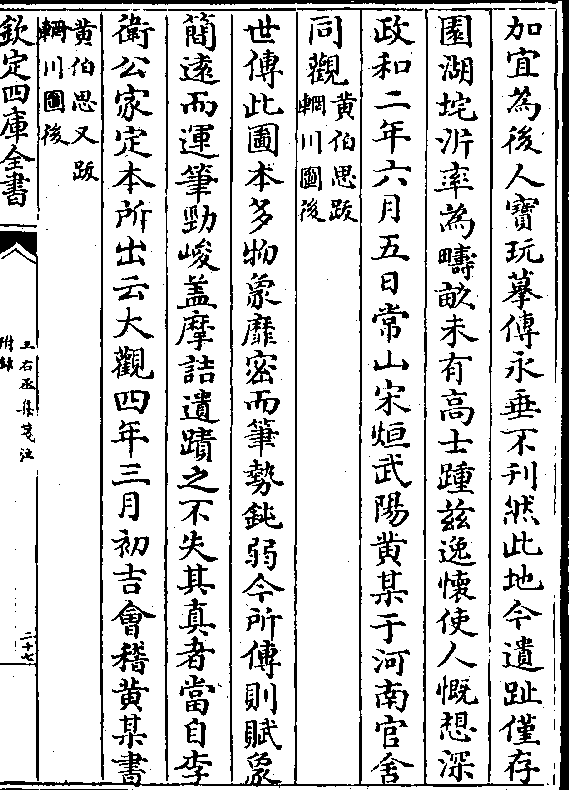 加宜為後人寶玩摹傳永垂不刊然此地今遺趾僅存
園湖垞沜率為疇畝未有高士踵兹逸懷使人慨想深
政和二年六月五日常山宋烜武陽黄某于河南官舍
同觀黄伯思跋
輞川圖後
世傳此圖本多物象靡密而筆勢鈍弱今所傳則賦象
簡遠而運筆勁峻盖摩詰遺蹟之不失其真者當自李
衛公家定本所出云大觀四年三月初吉會稽黄某書
黄伯思又跋
輞川圖後
欽定四庫全書
王右丞集箋注
附録
二十七